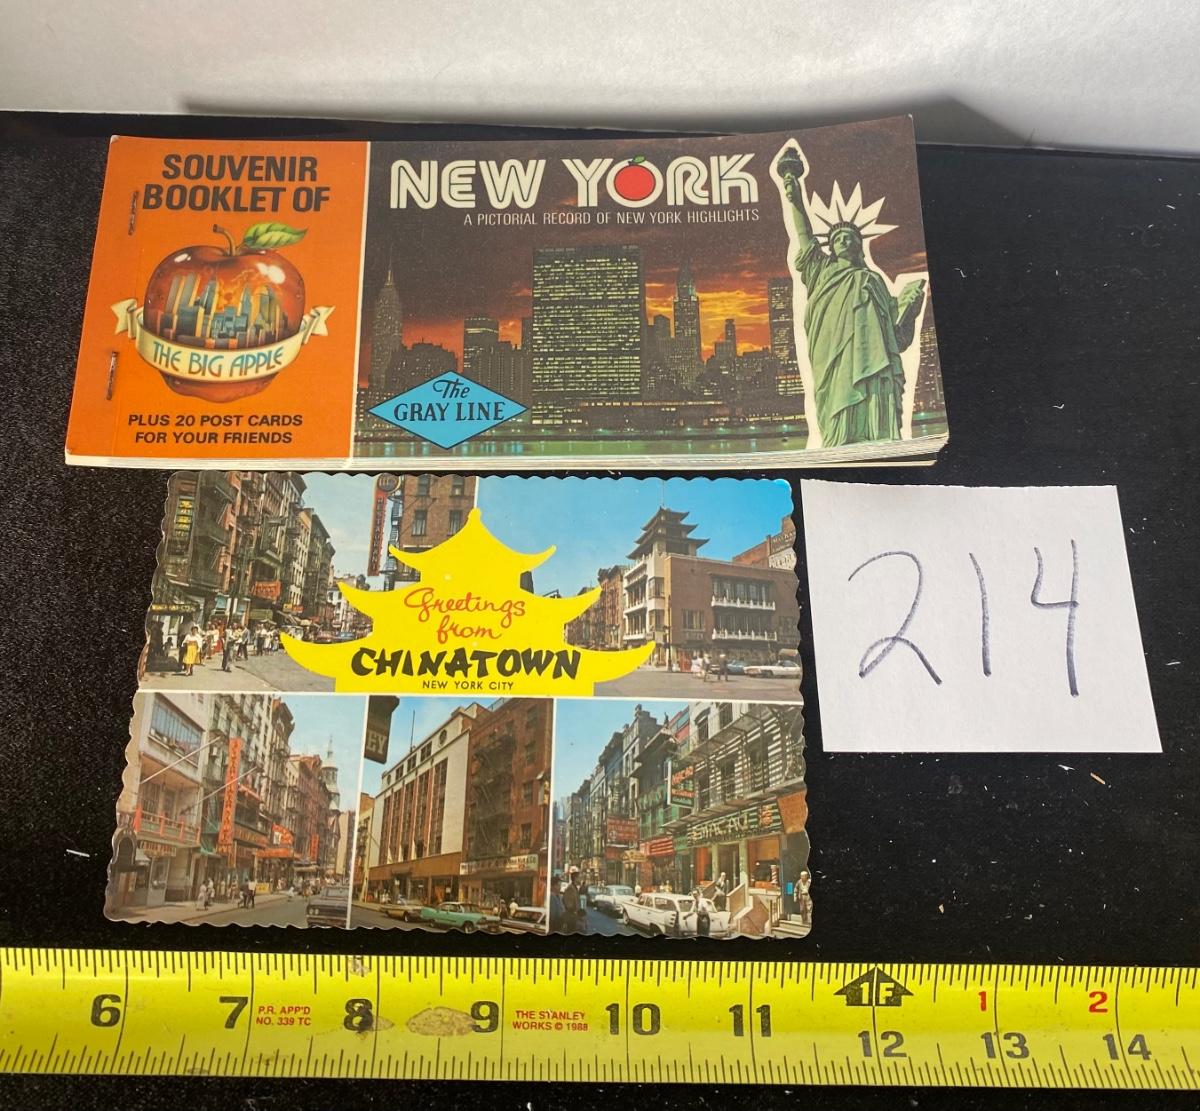 SOUVENIR
BOOKLET OF
THE BIG APPLE
PLUS 20 POST CARDS
FOR YOUR FRIENDS
NEW YORK
A PICTORIAL RECORD OF NEW YORK HIGHLIGHTS
The
GRAY LINE
Greetings
from
CHINATOWN
NEW YORK CITY
214
6 7 8 9 10 11 1F 1 2
P.R. APP'D
NO. 339 TC
THE STANLEY
WORKS © 1988
12 13 14